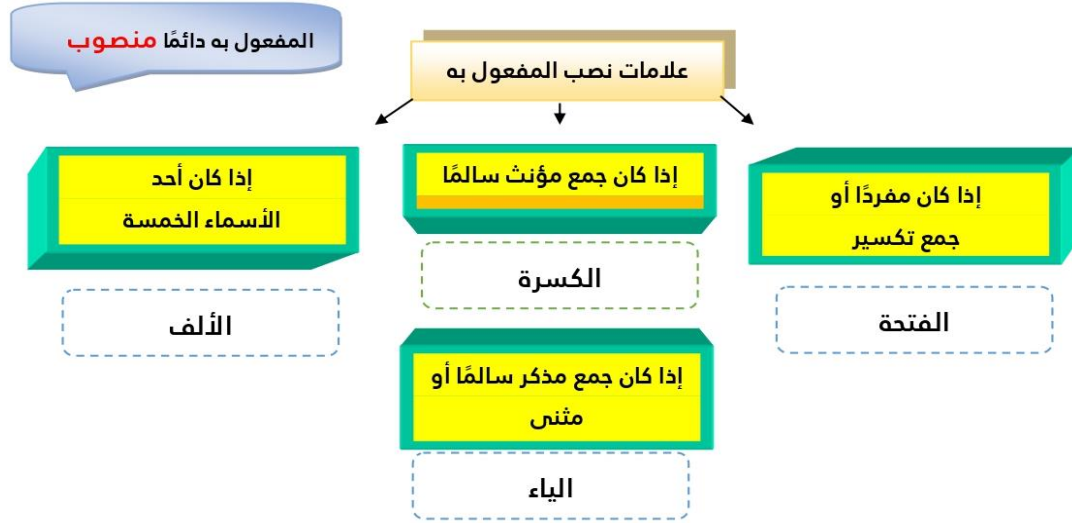 المفعول به دائمًا منصوب
علامات نصب المفعول به
إذا كان مفردًا أو
جمع تكسير
الفتحة
إذا كان جمع مؤنث سالمًا
الكسرة
إذا كان أحد
الأسماء الخمسة
الألف
إذا كان جمع مذكر سالمًا أو
مثنى
الياء